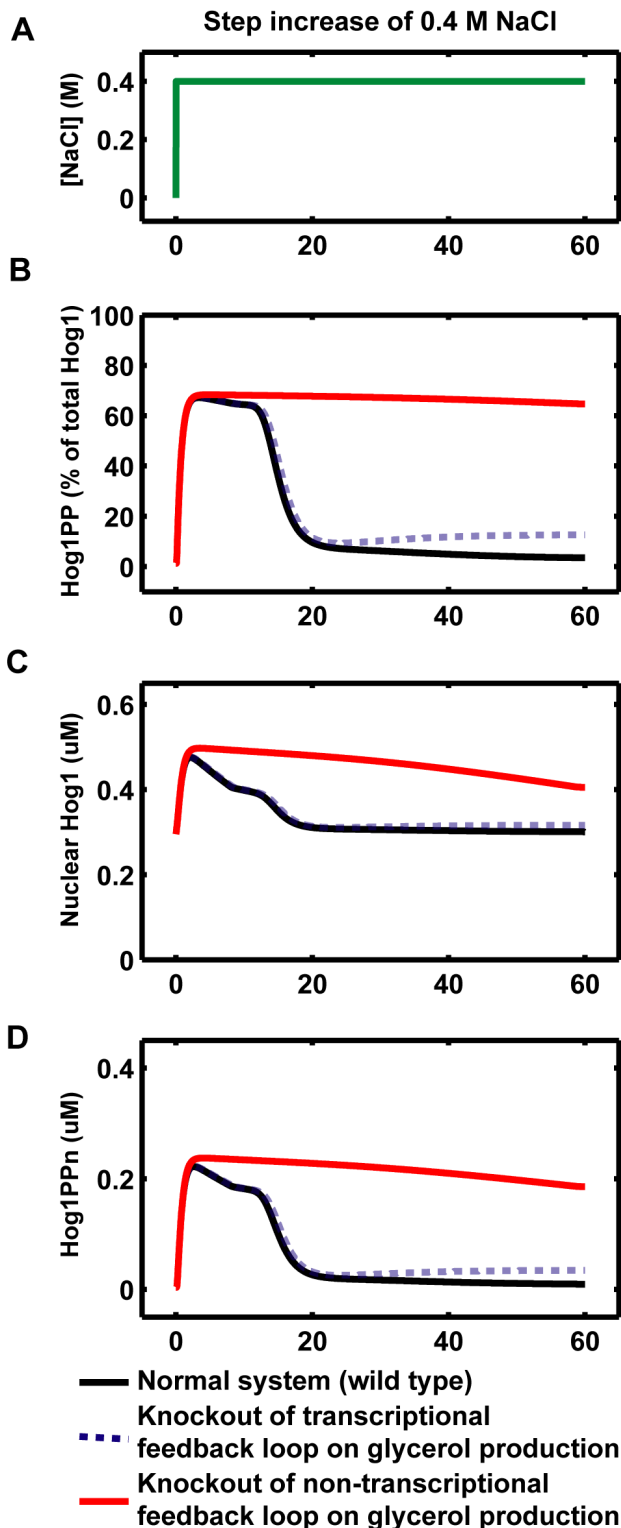 A
Step increase of 0.4 M NaCl
[NaCl] (M)
0.4
0.2
0
0 20 40 60
B
Hog1PP (% of total Hog1)
100
80
60
40
20
0
0 20 40 60
C
Nuclear Hog1 (uM)
0.6
0.4
0.2
0
0 20 40 60
D
Hog1PPn (uM)
0.4
0.2
0
0 20 40 60
Normal system (wild type)
Knockout of transcriptional
feedback loop on glycerol production
Knockout of non-transcriptional
feedback loop on glycerol production